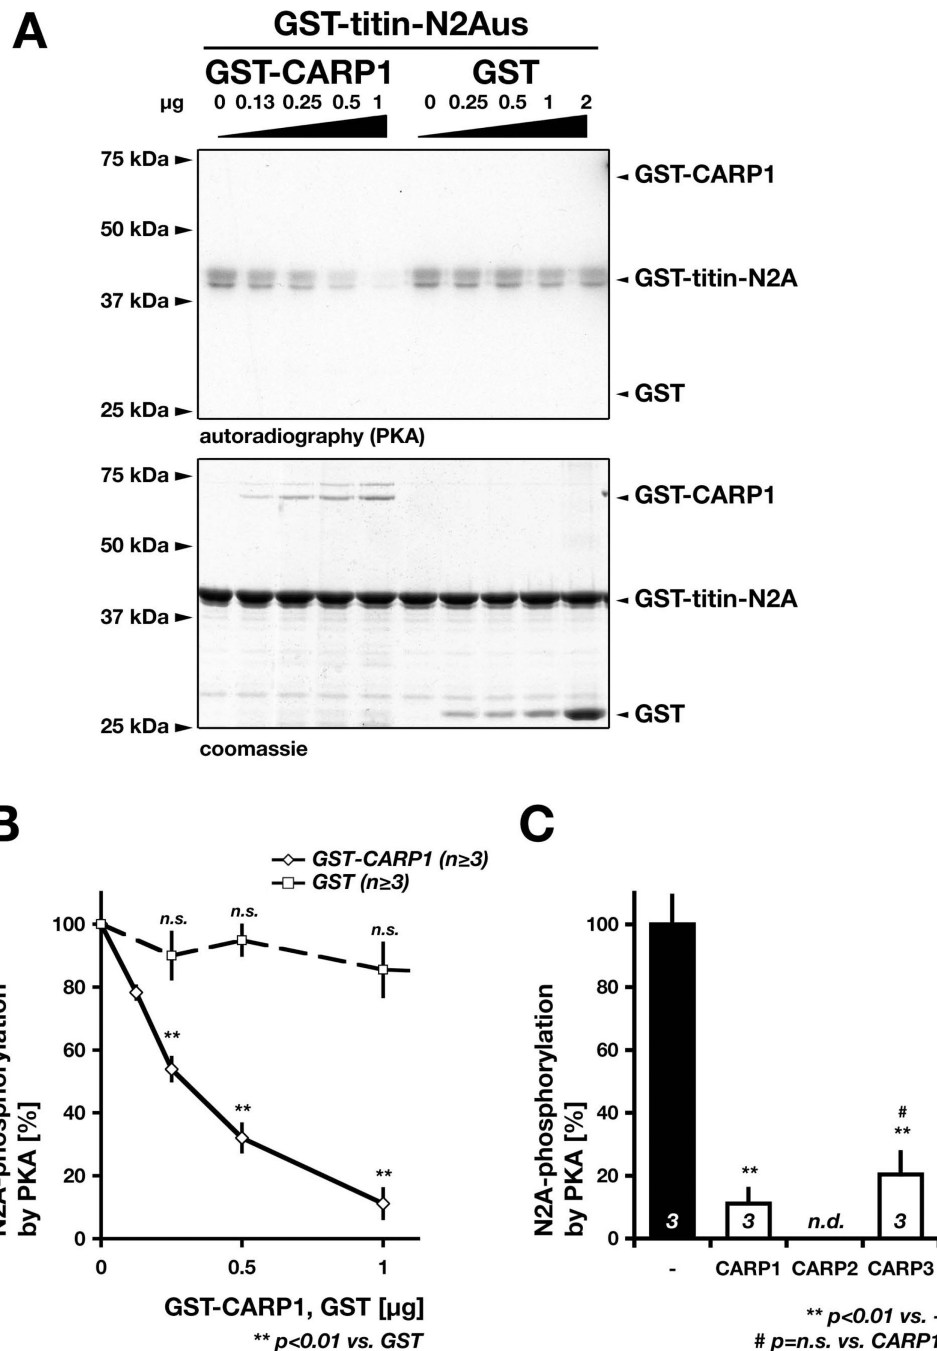 A
GST-titin-N2Aus
GST-CARP1 GST
µg 0 0.13 0.25 0.5 1 0 0.25 0.5 1 2
75 kDa
GST-CARP1
50 kDa
GST-titin-N2A
37 kDa
GST
25 kDa
autoradiography (PKA)
75 kDa
GST-CARP1
50 kDa
GST-titin-N2A
37 kDa
GST
25 kDa
coomassie
B
GST-CARP1 (n≥3)
GST (n≥3)
N2A-phosphorylation
by PKA [%]
100
80
60
40
20
0
n.s. n.s. n.s.
**
**
**
0 0.5 1
GST-CARP1, GST [µg]
** p<0.01 vs. GST
C
N2A-phosphorylation
by PKA [%]
100
80
60
40
20
0
#
** **
3 3 n.d. 3
- CARP1 CARP2 CARP3
** p<0.01 vs. -
# p=n.s. vs. CARP1